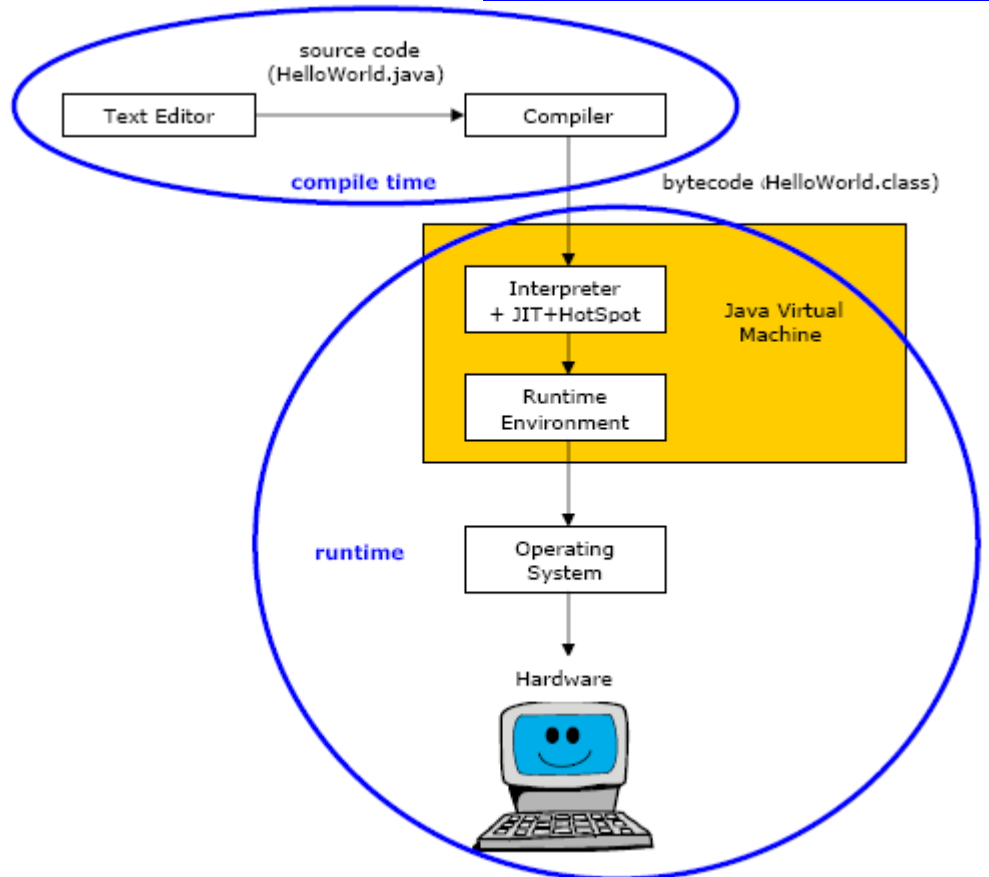 source code
(HelloWorld.java)
Text Editor
Compiler
compile time
bytecode (HelloWorld.class)
Interpreter
+ JIT+HotSpot
Java Virtual
Machine
Runtime
Environment
runtime
Operating
System
Hardware